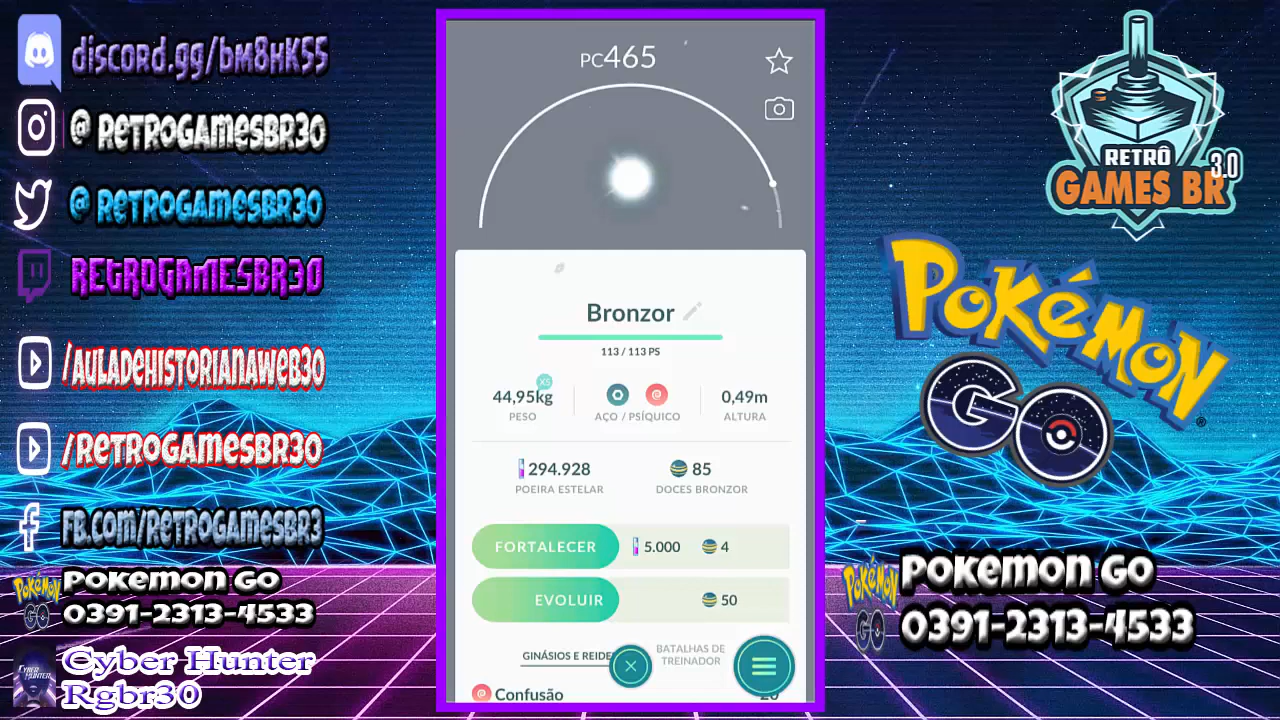 discord.gg/bm8HK55
@ RetroGamesBR30
@ RetroGamesBR30
RetroGamesBR30
/AULADEHISTORIANAWEB30
/RetroGamesBR30
FB.com/RetroGamesBR3
Pokemon GO
0391-2313-4533
Cyber Hunter
Rgbr30
PC465
Bronzor
113 / 113 PS
XS
44,95kg
PESO
AÇO / PSÍQUICO
0,49m
ALTURA
294.928
POEIRA ESTELAR
85
DOCES BRONZOR
FORTALECER
5.000
4
EVOLUIR
50
GINÁSIOS E REIDE
BATALHAS DE
TREINADOR
Confusão
20
RETRÔ
GAMES BR
3.0
POKÉMON
GO
Pokemon GO
0391-2313-4533